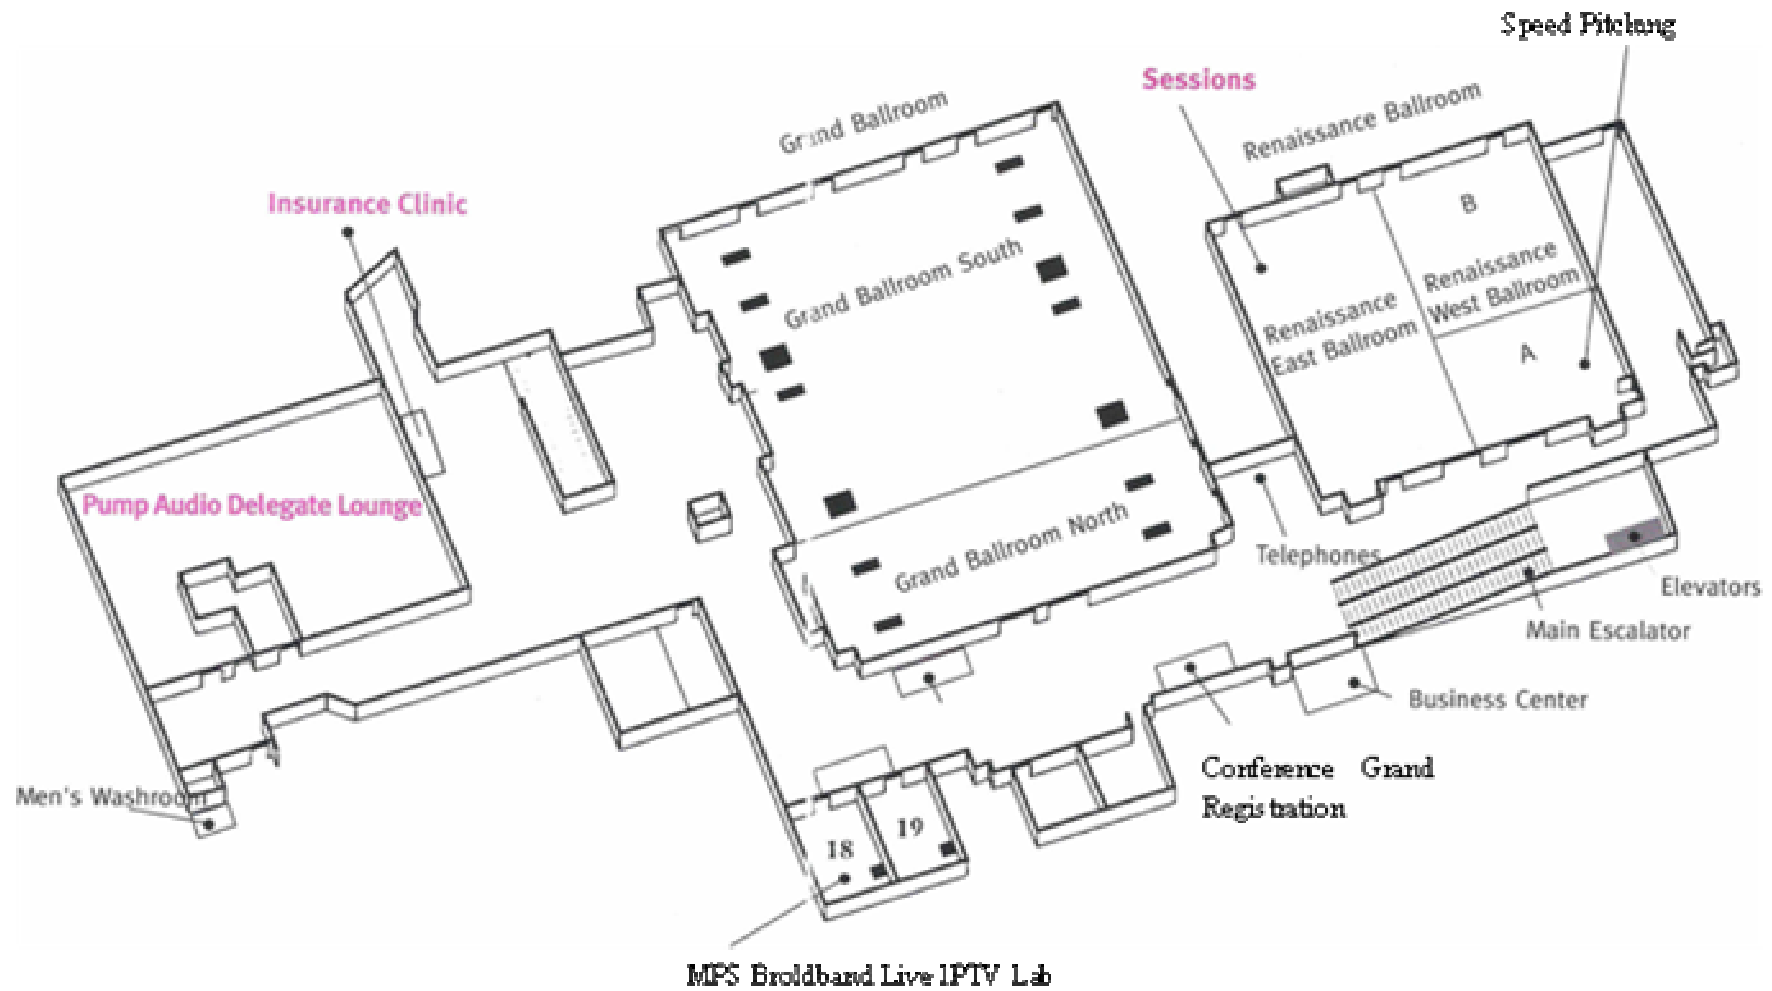 Speed Pitclung
Sessions
Grand Ballroom
Renaissance Ballroom
Insurance Clinic
B
Grand Ballroom South
Renaissance
West Ballroom
Renaissance
East Ballroom
A
Pump Audio Delegate Lounge
Grand Ballroom North
Telephones
Elevators
Main Escalator
Business Center
Conference Grand
Registration
Men's Washroom
18
19
MPS Broldband Live IPTV Lab